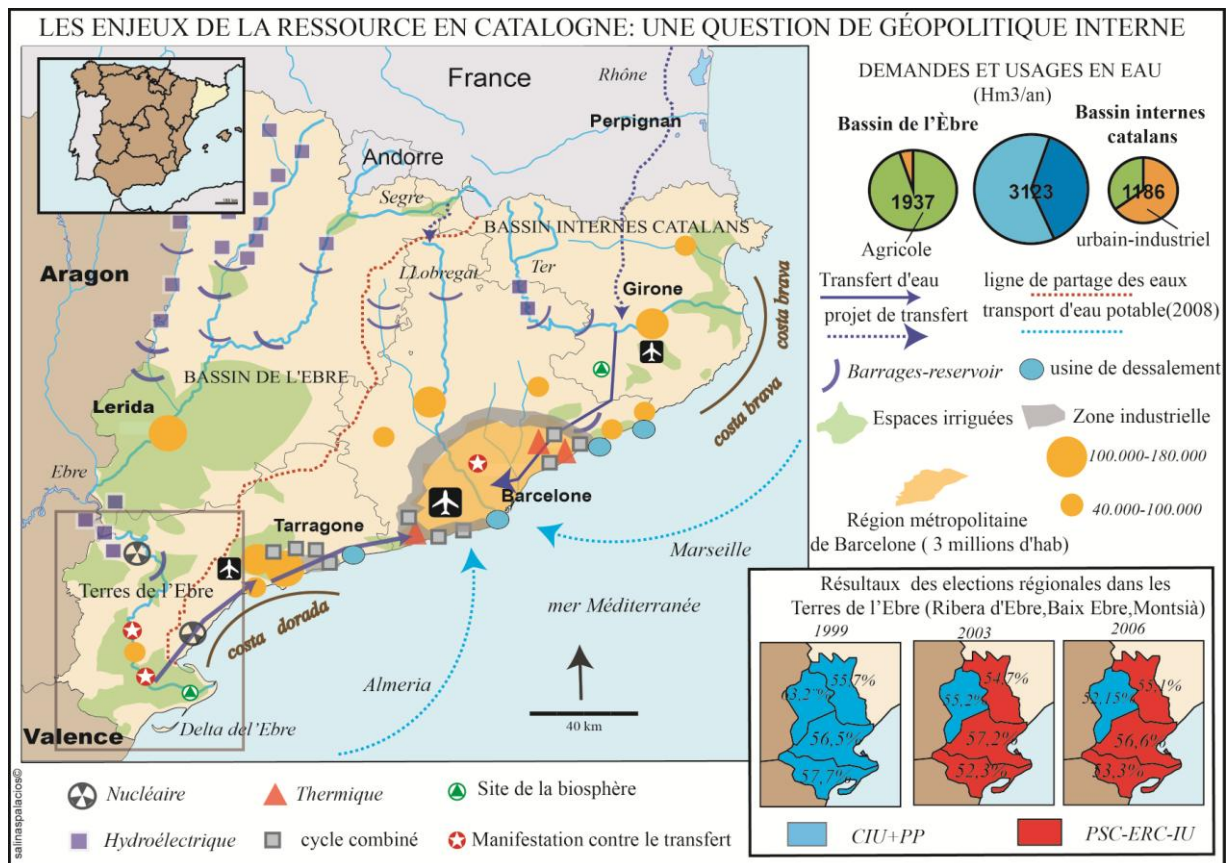 LES ENJEUX DE LA RESSOURCE EN CATALOGNE: UNE QUESTION DE GÉOPOLITIQUE INTERNE
France
Rhône
Perpignan
Andorre
Segre
BASSIN INTERNES CATALANS
Aragon
LLobregat
Ter
Girone
costa brava
costa brava
BASSIN DE L'EBRE
Lerida
Ebre
Barcelone
Tarragone
Marseille
Terres de l'Ebre
costa dorada
mer Méditerranée
Almeria
Delta del'Ebre
Valence
40 km
DEMANDES ET USAGES EN EAU
(Hm3/an)
Bassin de l'Èbre
Bassin internes
catalans
1937
3123
1186
Agricole
urbain-industriel
Transfert d'eau
ligne de partage des eaux
projet de transfert
transport d'eau potable(2008)
Barrages-reservoir
usine de dessalement
Espaces irriguées
Zone industrielle
100.000-180.000
40.000-100.000
Région métropolitaine
de Barcelone ( 3 millions d'hab)
Résultaux des elections régionales dans les
Terres de l'Ebre (Ribera d'Ebre,Baix Ebre,Montsià)
1999
2003
2006
55,7%
56,5%
57,7%
54,7%
55,2%
57,2%
52,3%
55,1%
52,15%
56,6%
53,3%
CIU+PP
PSC-ERC-IU
Nucléaire
Thermique
Site de la biosphère
Hydroélectrique
cycle combiné
Manifestation contre le transfert
salinaspalacios©